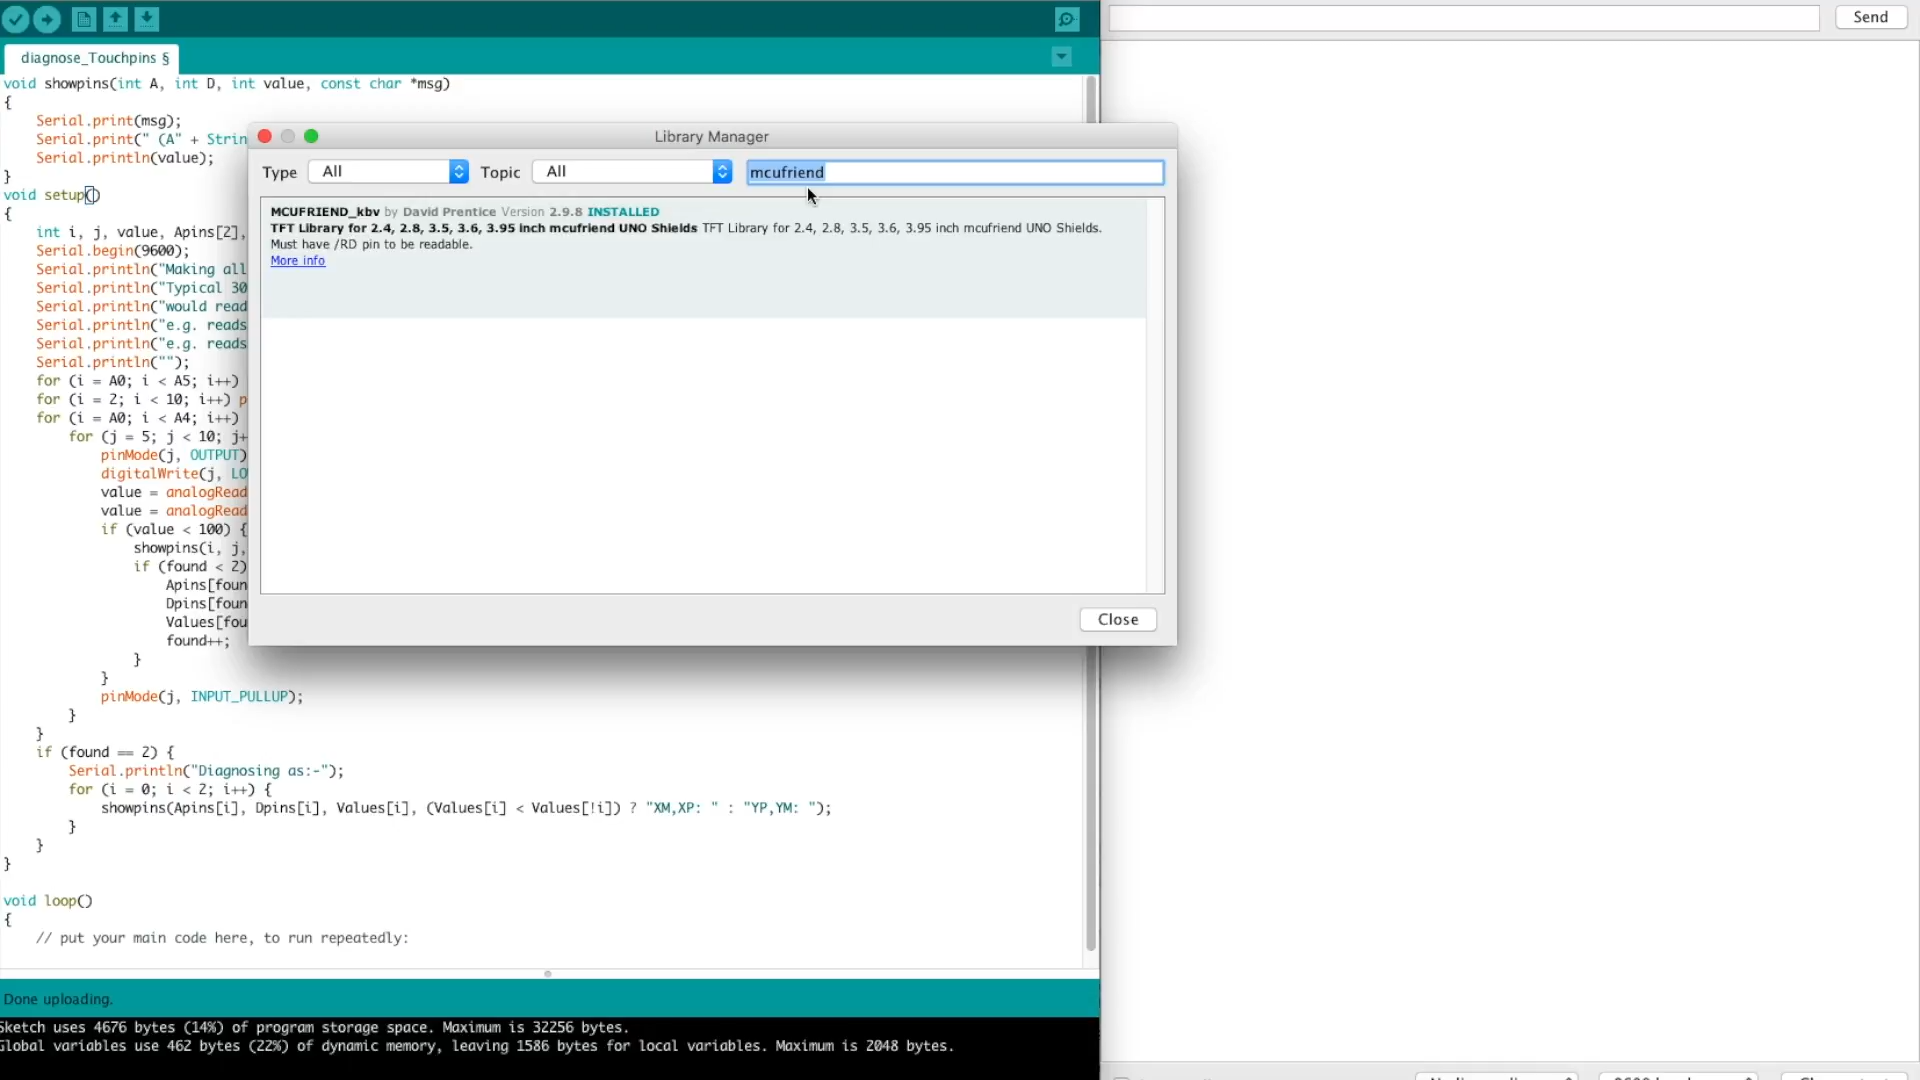 Send
diagnose_Touchpins §
void showpins(int A, int D, int value, const char *msg)
{
Serial.print(msg);
Serial.print(" (A" + Strin
Serial.println(value);
}
void setup()
{
int i, j, value, Apins[2],
Serial.begin(9600);
Serial.println("Making all
Serial.println("Typical 30
Serial.println("would read
Serial.println("e.g. reads
Serial.println("e.g. reads
Serial.println("");
for (i = A0; i < A5; i++)
for (i = 2; i < 10; i++) p
for (i = A0; i < A4; i++)
for (j = 5; j < 10; j+
pinMode(j, OUTPUT)
digitalWrite(j, LO
value = analogRead
value = analogRead
if (value < 100) {
showpins(i, j,
if (found < 2)
Apins[foun
Dpins[foun
Values[fou
found++;
}
}
pinMode(j, INPUT_PULLUP);
}
}
if (found == 2) {
Serial.println("Diagnosing as:-");
for (i = 0; i < 2; i++) {
showpins(Apins[i], Dpins[i], Values[i], (Values[i] < Values[!i]) ? "XM,XP: " : "YP,YM: ");
}
}
}
void loop()
{
// put your main code here, to run repeatedly:
Library Manager
Type All Topic All mcufriend
MCUFRIEND_kbv by David Prentice Version 2.9.8 INSTALLED
TFT Library for 2.4, 2.8, 3.5, 3.6, 3.95 inch mcufriend UNO Shields TFT Library for 2.4, 2.8, 3.5, 3.6, 3.95 inch mcufriend UNO Shields.
Must have /RD pin to be readable.
More info
Close
Done uploading.
Sketch uses 4676 bytes (14%) of program storage space. Maximum is 32256 bytes.
Global variables use 462 bytes (22%) of dynamic memory, leaving 1586 bytes for local variables. Maximum is 2048 bytes.